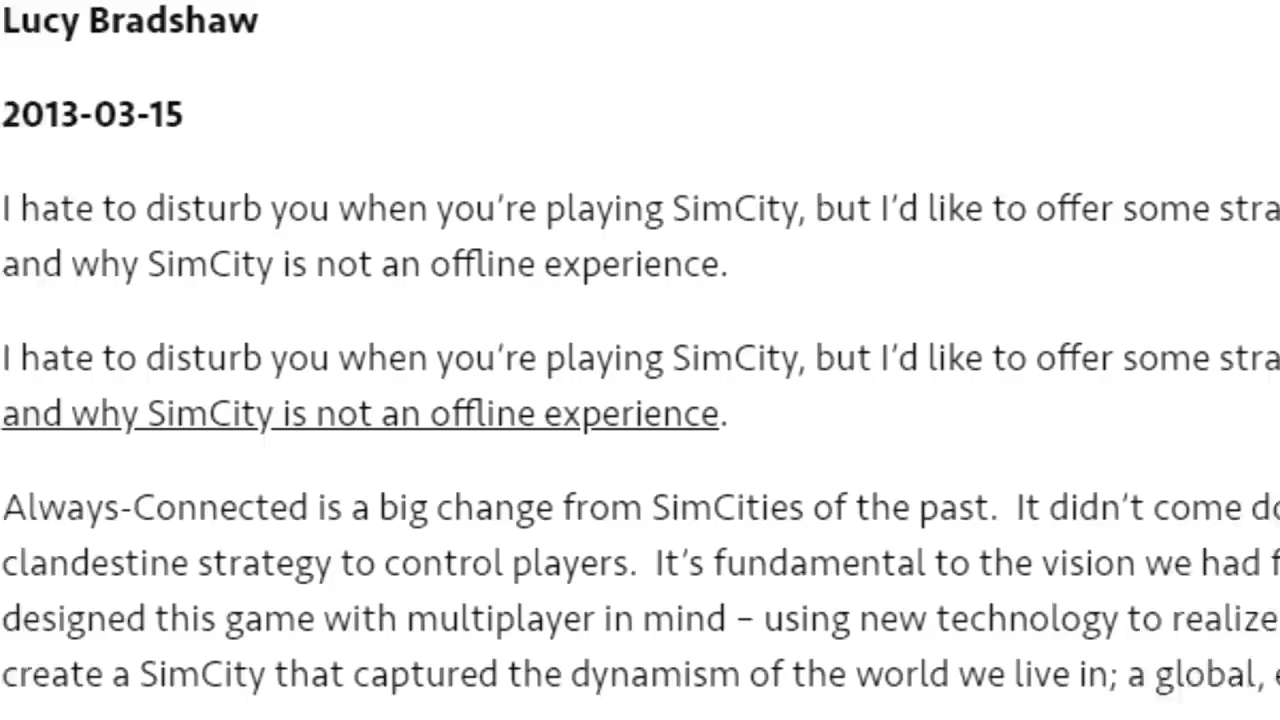 Lucy Bradshaw
2013-03-15
I hate to disturb you when you’re playing SimCity, but I’d like to offer some stra
and why SimCity is not an offline experience.
I hate to disturb you when you’re playing SimCity, but I’d like to offer some stra
and why SimCity is not an offline experience.
Always-Connected is a big change from SimCities of the past.  It didn’t come do
clandestine strategy to control players.  It’s fundamental to the vision we had f
designed this game with multiplayer in mind – using new technology to realize
create a SimCity that captured the dynamism of the world we live in; a global,